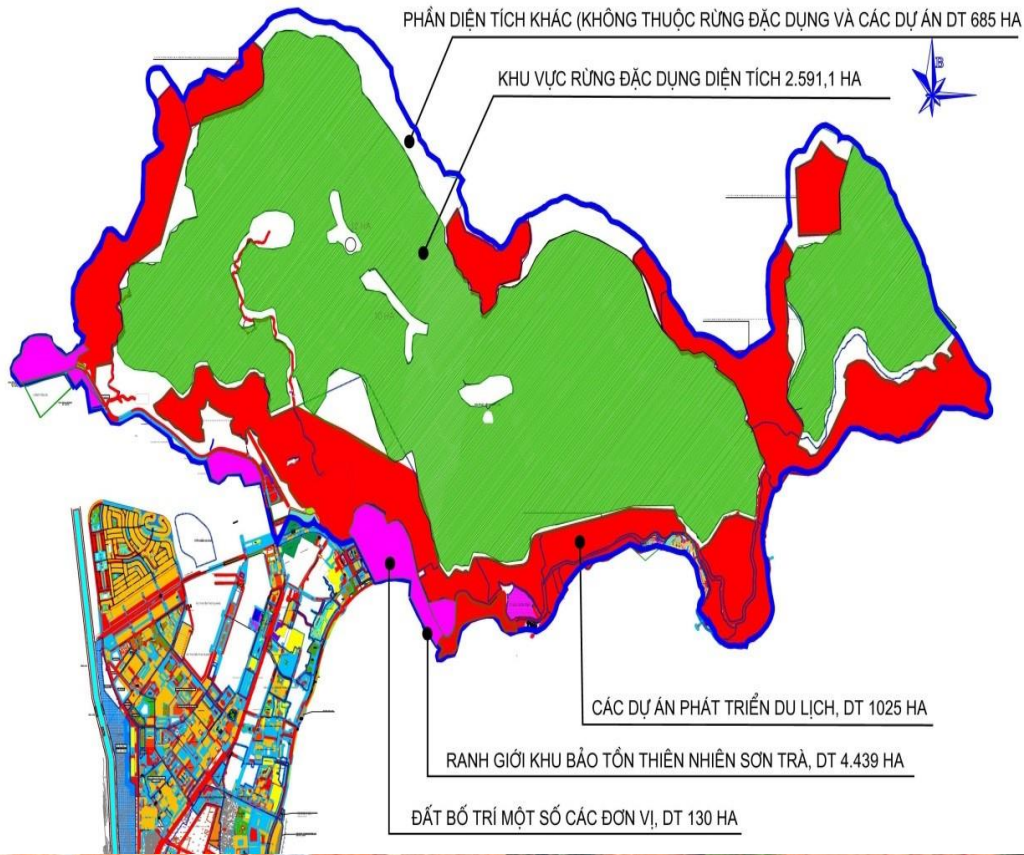 PHẦN DIỆN TÍCH KHÁC (KHÔNG THUỘC RỪNG ĐẶC DỤNG VÀ CÁC DỰ ÁN DT 685 HA
KHU VỰC RỪNG ĐẶC DỤNG DIỆN TÍCH 2.591,1 HA
B
CÁC DỰ ÁN PHÁT TRIỂN DU LỊCH, DT 1025 HA
RANH GIỚI KHU BẢO TỒN THIÊN NHIÊN SƠN TRÀ, DT 4.439 HA
ĐẤT BỐ TRÍ MỘT SỐ CÁC ĐƠN VỊ, DT 130 HA